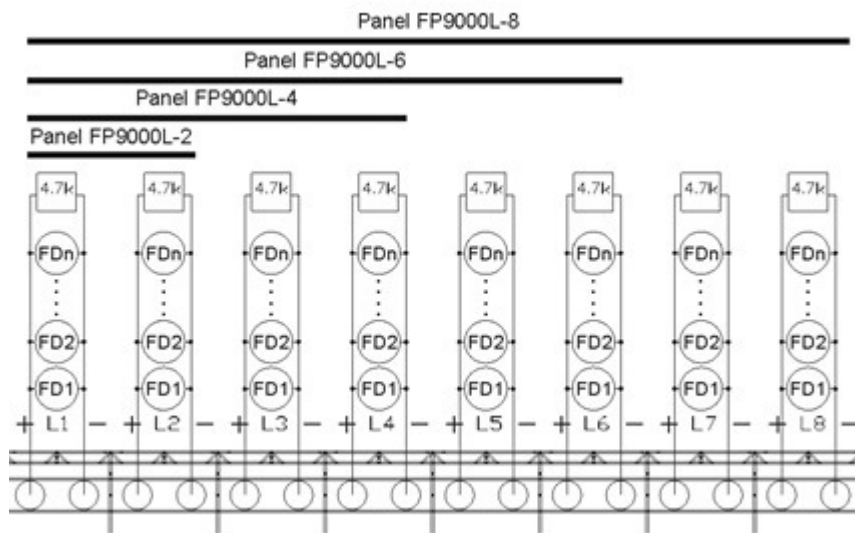 Panel FP9000L-8
Panel FP9000L-6
Panel FP9000L-4
Panel FP9000L-2
4.7k 4.7k 4.7k 4.7k 4.7k 4.7k 4.7k 4.7k
FDn FDn FDn FDn FDn FDn FDn FDn
FD2 FD2 FD2 FD2 FD2 FD2 FD2 FD2
FD1 FD1 FD1 FD1 FD1 FD1 FD1 FD1
+ L1 - + L2 - + L3 - + L4 - + L5 - + L6 - + L7 - + L8 -